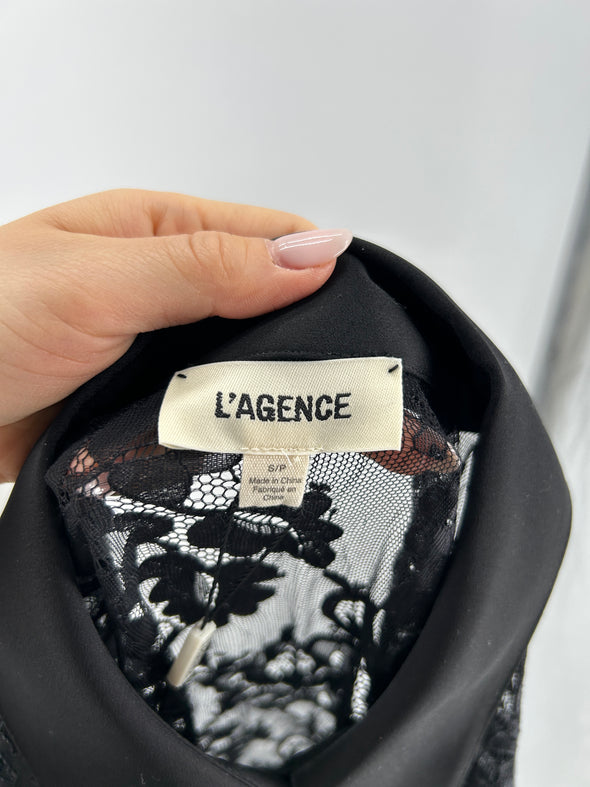 L'AGENCE
S/P
Made in China
Fabriqué en
Chine